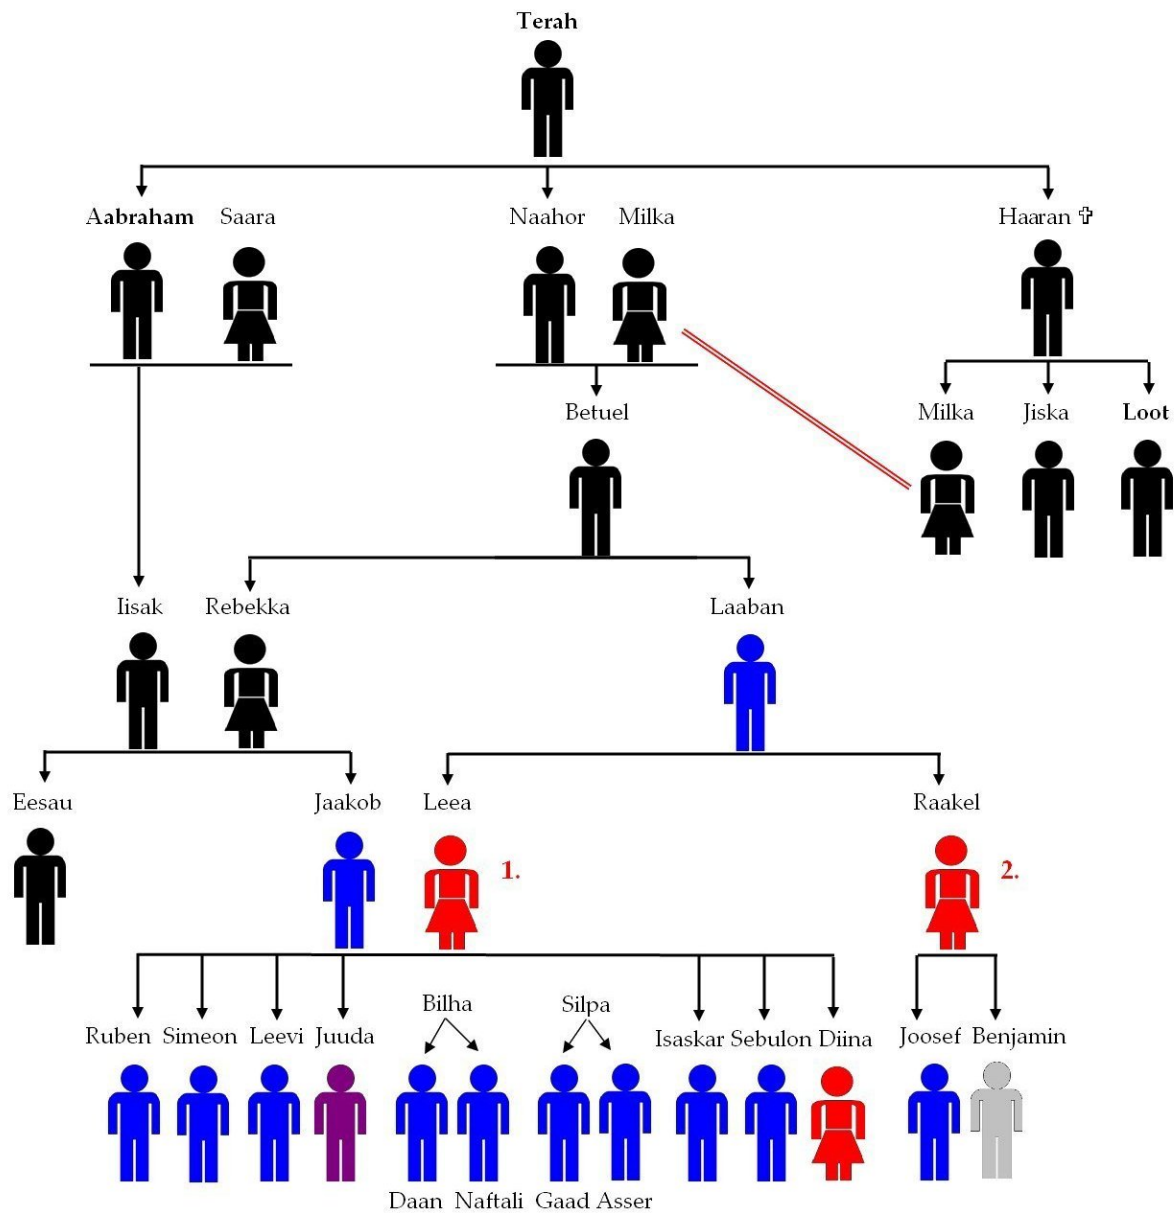 Terah
Aabraham Saara Naahor Milka Haaran ✞
Betuel Milka Jiska Loot
Iisak Rebekka Laaban
Eesau Jaakob Leea Raakel
1. 2.
Bilha Silpa
Ruben Simeon Leevi Juuda Isaskar Sebulon Diina Joosef Benjamin
Daan Naftali Gaad Asser